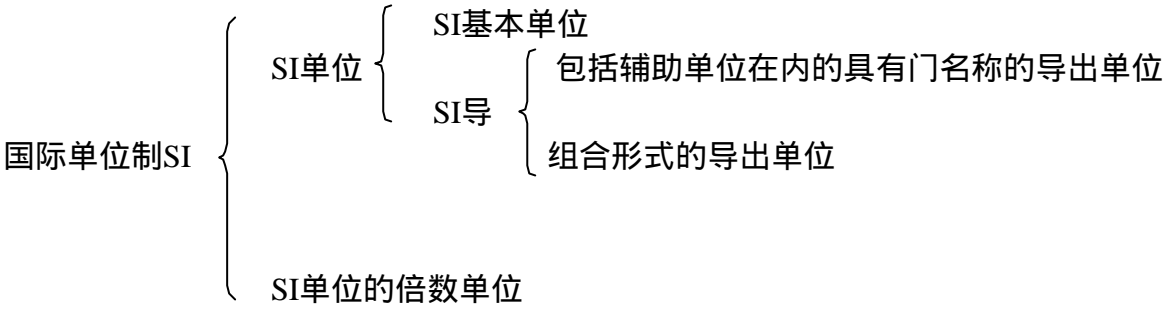 SI基本单位
SI单位
包括辅助单位在内的具有门名称的导出单位
SI导
国际单位制SI
组合形式的导出单位
SI单位的倍数单位